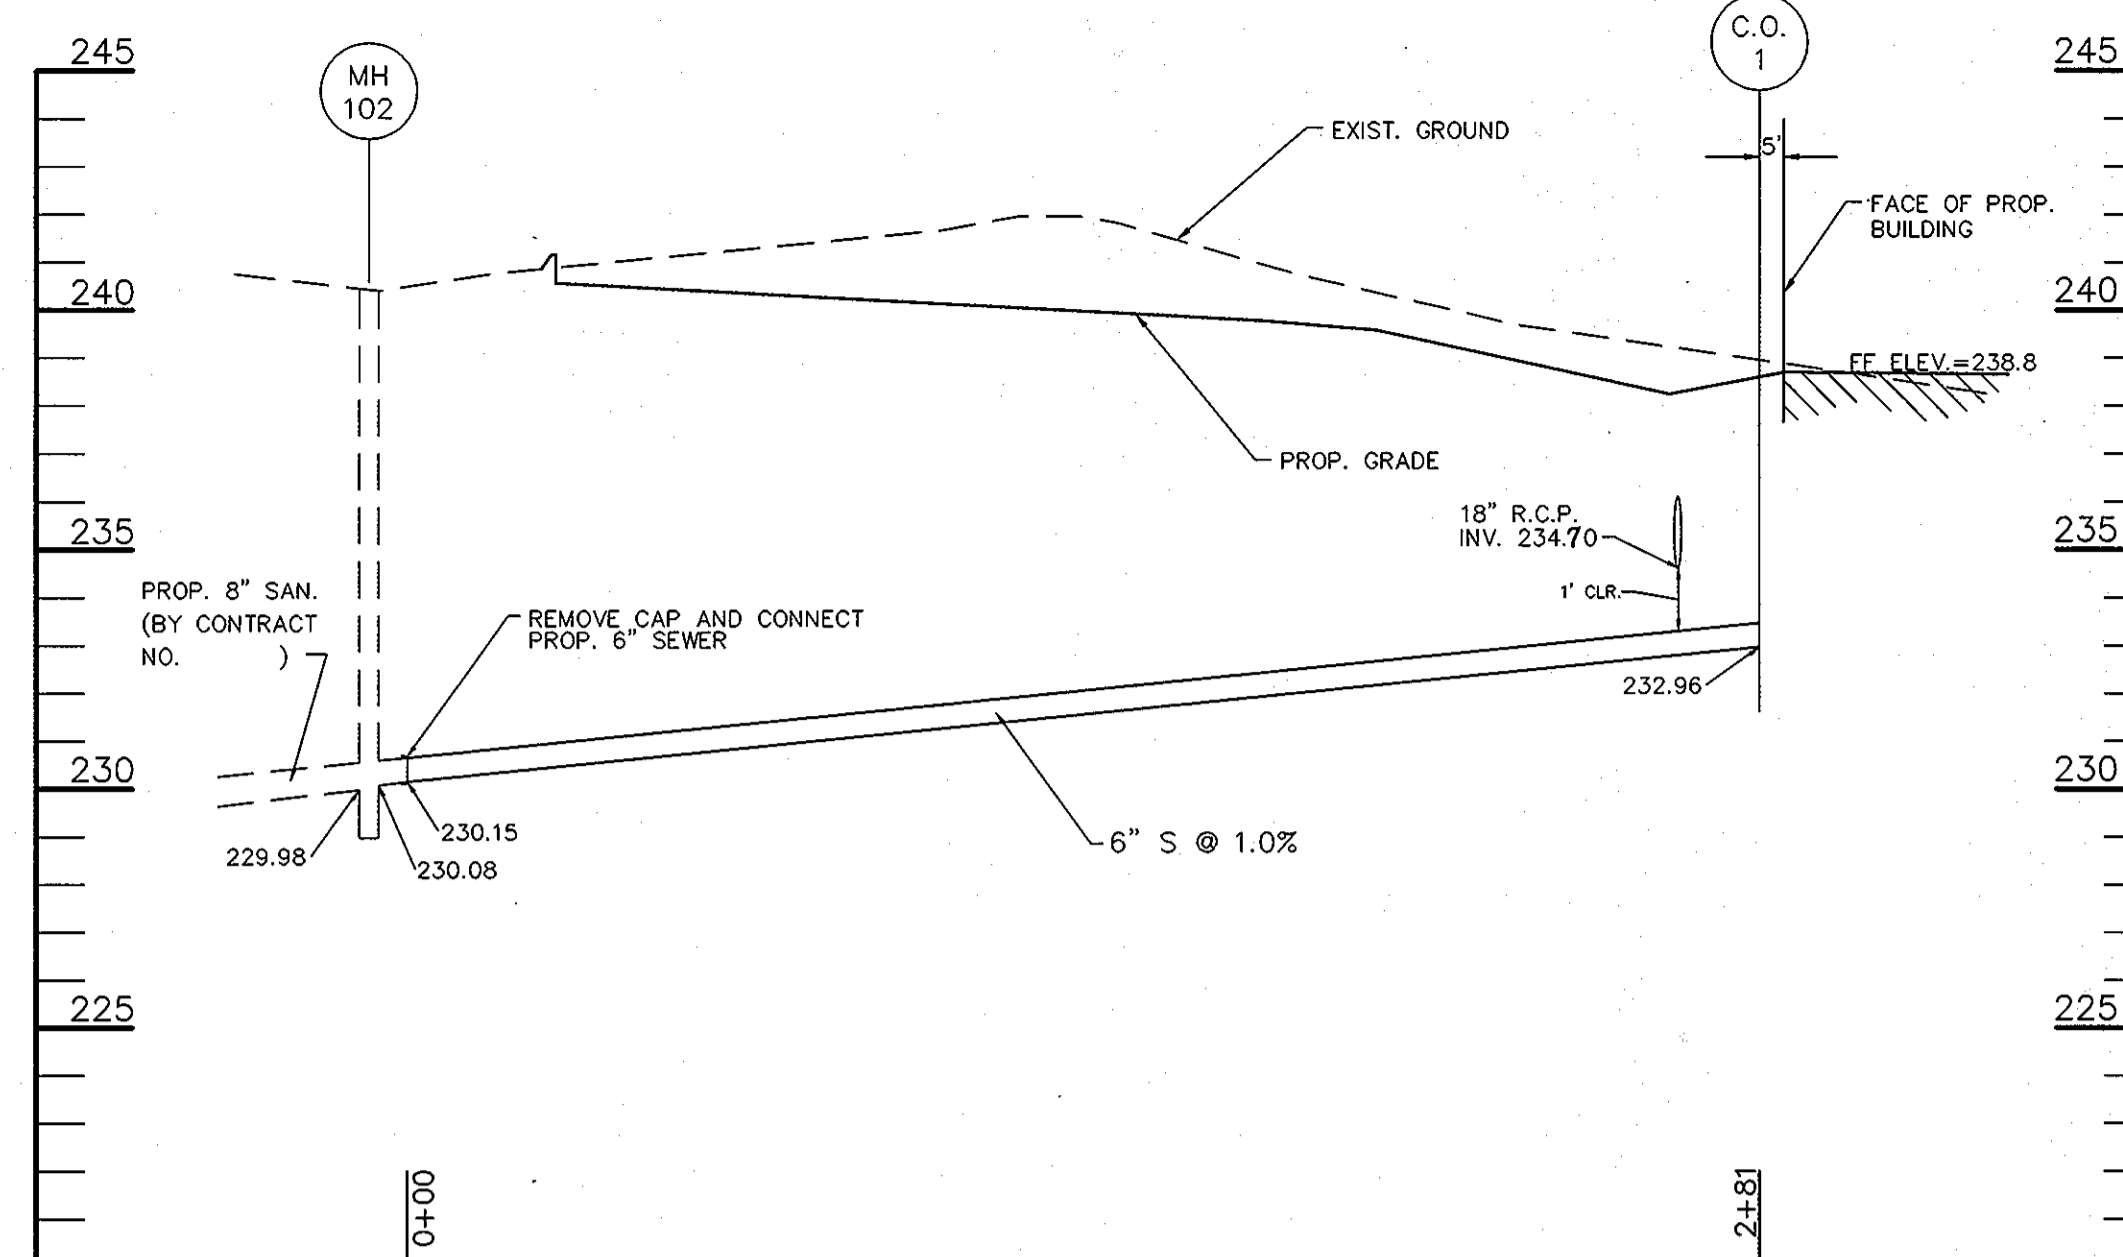 245
MH
102
C.O.
1
245
EXIST. GROUND
5'
FACE OF PROP.
BUILDING
240
240
FF ELEV.=238.8
PROP. GRADE
18" R.C.P.
INV. 234.70
235
235
1' CLR.
PROP. 8" SAN.
(BY CONTRACT
NO. )
REMOVE CAP AND CONNECT
PROP. 6" SEWER
232.96
230
230
230.15
229.98
230.08
6" S @ 1.0%
225
225
0+00
2+81